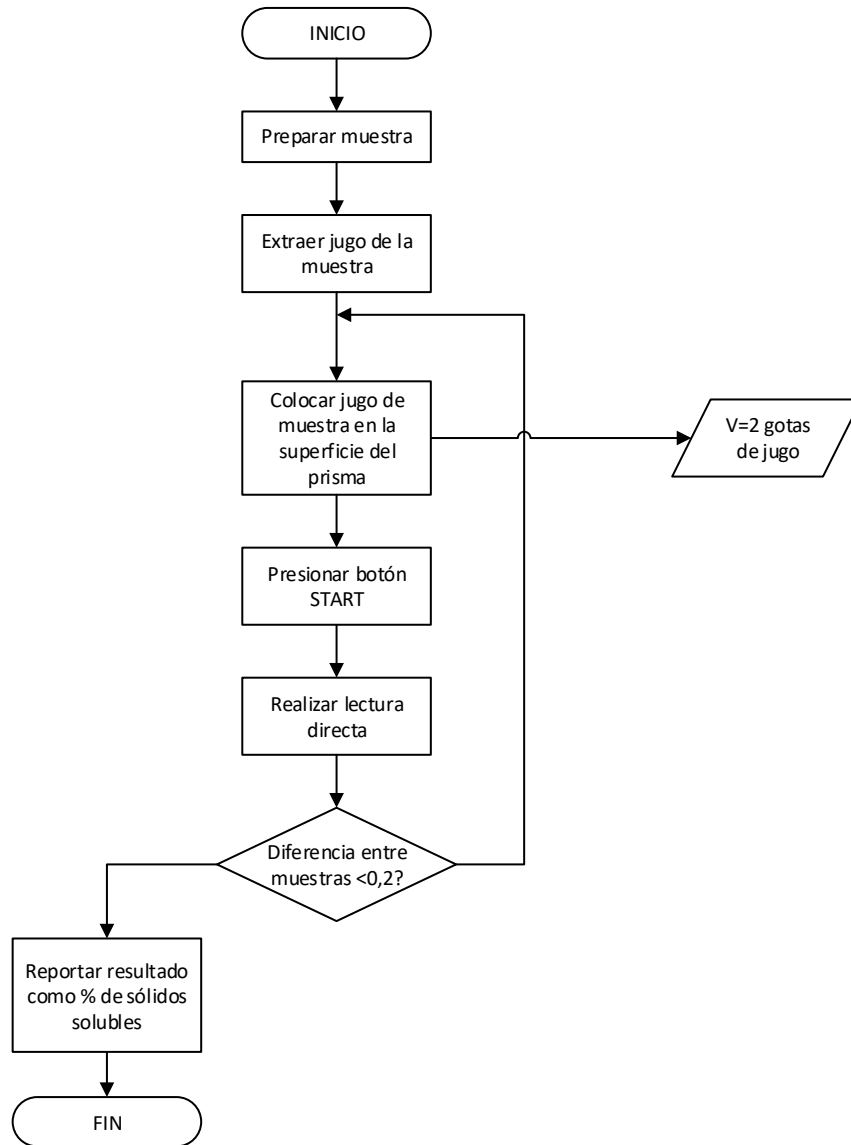 INICIO
Preparar muestra
Extraer jugo de la
muestra
Colocar jugo de
muestra en la
superficie del
prisma
V=2 gotas
de jugo
Presionar botón
START
Realizar lectura
directa
Diferencia entre
muestras <0,2?
Reportar resultado
como % de sólidos
solubles
FIN